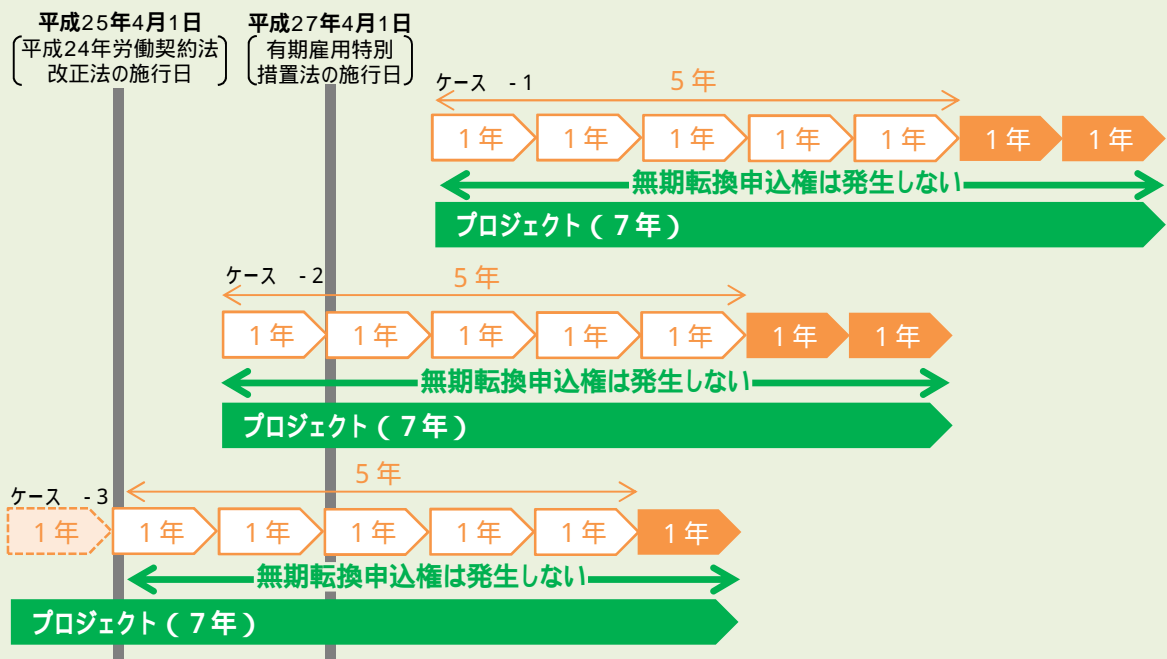 平成25年4月1日
平成24年労働契約法
改正法の施行日
平成27年4月1日
有期雇用特別
措置法の施行日
ケース -1
5年
1年 1年 1年 1年 1年 1年 1年
無期転換申込権は発生しない
プロジェクト(7年)
ケース -2
5年
1年 1年 1年 1年 1年 1年 1年
無期転換申込権は発生しない
プロジェクト(7年)
ケース -3
5年
1年 1年 1年 1年 1年 1年 1年
無期転換申込権は発生しない
プロジェクト(7年)